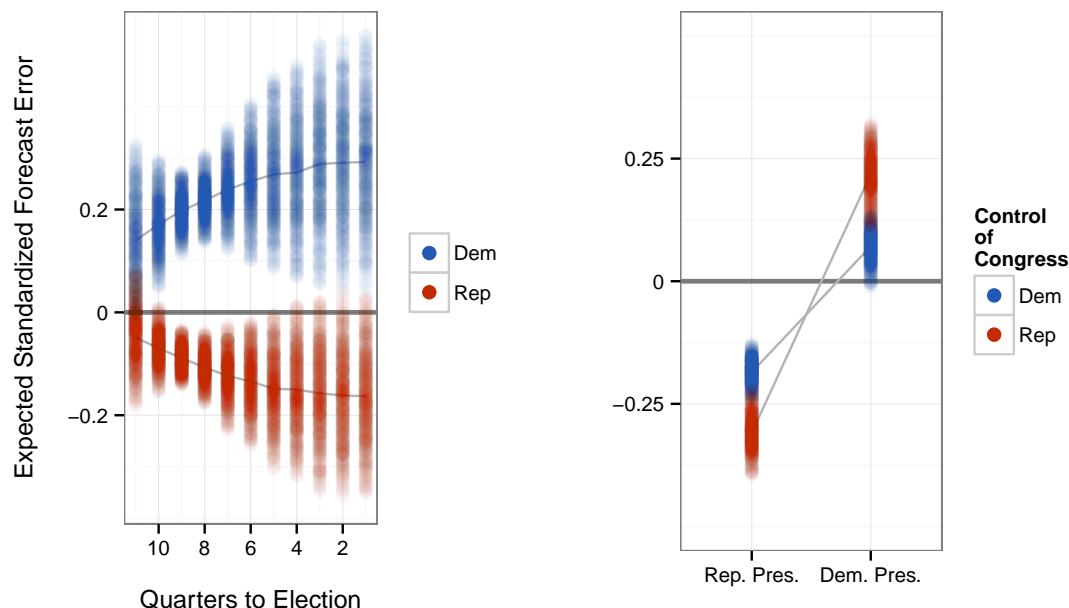 Expected Standardized Forecast Error
0.2
0
−0.2
10
8
6
4
2
Quarters to Election
Dem
Rep
0.25
0
−0.25
Rep. Pres.
Dem. Pres.
Control
of
Congress
Dem
Rep